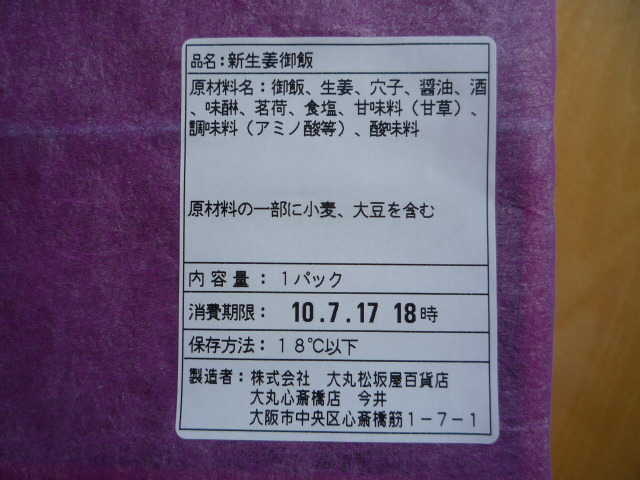 品名：新生姜御飯
原材料名：御飯、生姜、穴子、醤油、酒
、味醂、茗荷、食塩、甘味料（甘草）、
調味料（アミノ酸等）、酸味料
原材料の一部に小麦、大豆を含む
内容量：１パック
消費期限：10.7.17 18時
保存方法：１８℃以下
製造者：株式会社　大丸松坂屋百貨店
大丸心斎橋店　今井
大阪市中央区心斎橋筋１－７－１